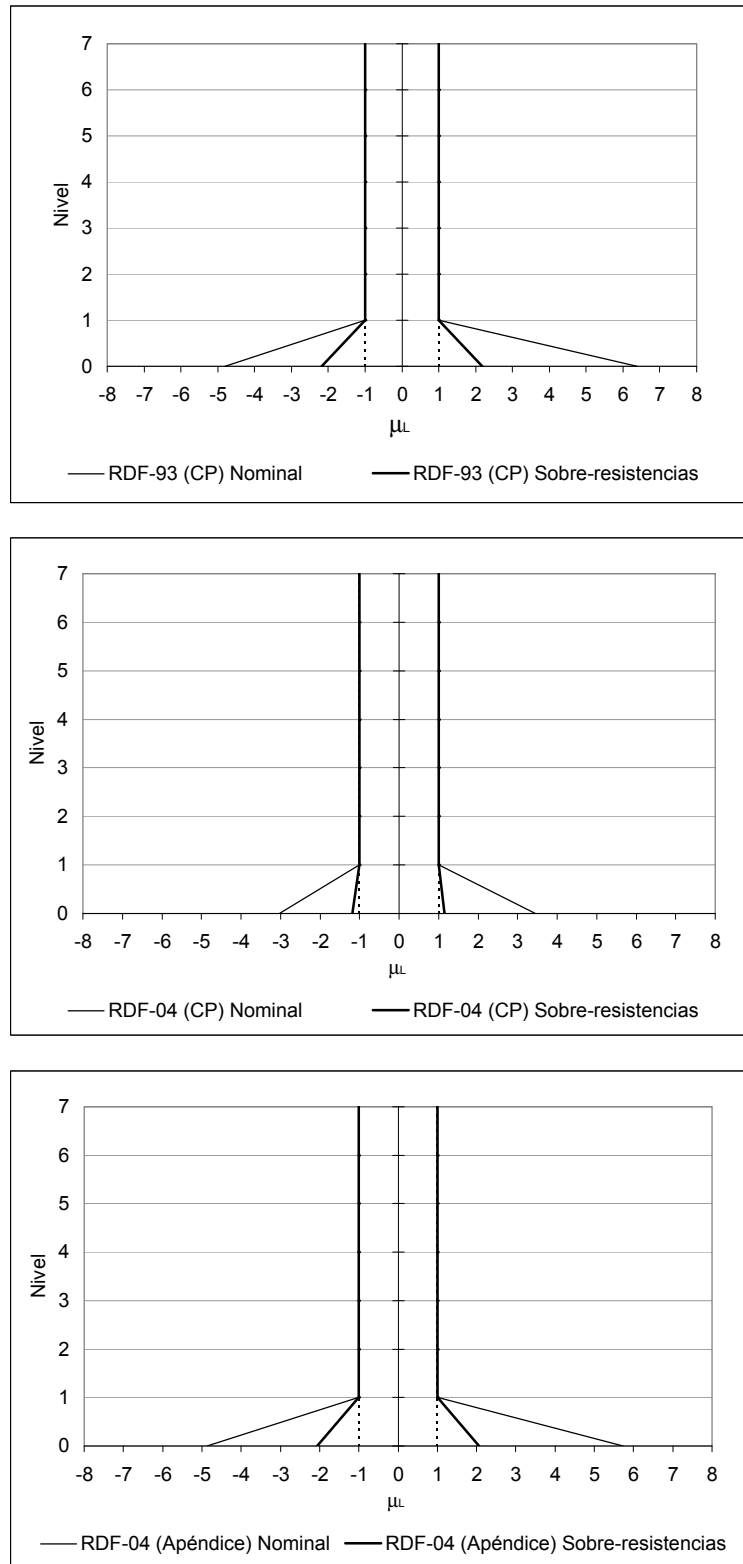 7
6
5
4
3
2
1
0
Nivel
-8 -7 -6 -5 -4 -3 -2 -1 0 1 2 3 4 5 6 7 8
μL
RDF-93 (CP) Nominal RDF-93 (CP) Sobre-resistencias
7
6
5
4
3
2
1
0
Nivel
-8 -7 -6 -5 -4 -3 -2 -1 0 1 2 3 4 5 6 7 8
μL
RDF-04 (CP) Nominal RDF-04 (CP) Sobre-resistencias
7
6
5
4
3
2
1
0
Nivel
-8 -7 -6 -5 -4 -3 -2 -1 0 1 2 3 4 5 6 7 8
μL
RDF-04 (Apéndice) Nominal RDF-04 (Apéndice) Sobre-resistencias